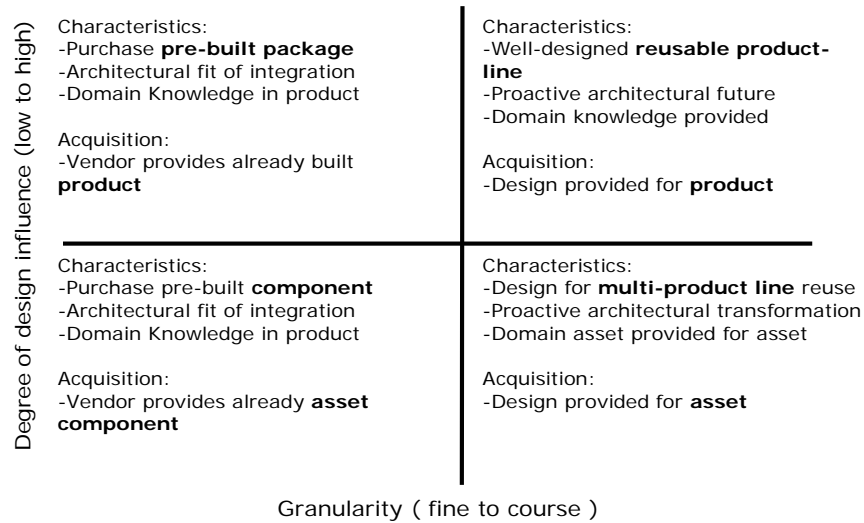 Degree of design influence (low to high)
Characteristics:
-Purchase pre-built package
-Architectural fit of integration
-Domain Knowledge in product
Acquisition:
-Vendor provides already built
product
Characteristics:
-Well-designed reusable product-
line
-Proactive architectural future
-Domain knowledge provided
Acquisition:
-Design provided for product
Characteristics:
-Purchase pre-built component
-Architectural fit of integration
-Domain Knowledge in product
Acquisition:
-Vendor provides already asset
component
Characteristics:
-Design for multi-product line reuse
-Proactive architectural transformation
-Domain asset provided for asset
Acquisition:
-Design provided for asset
Granularity ( fine to course )